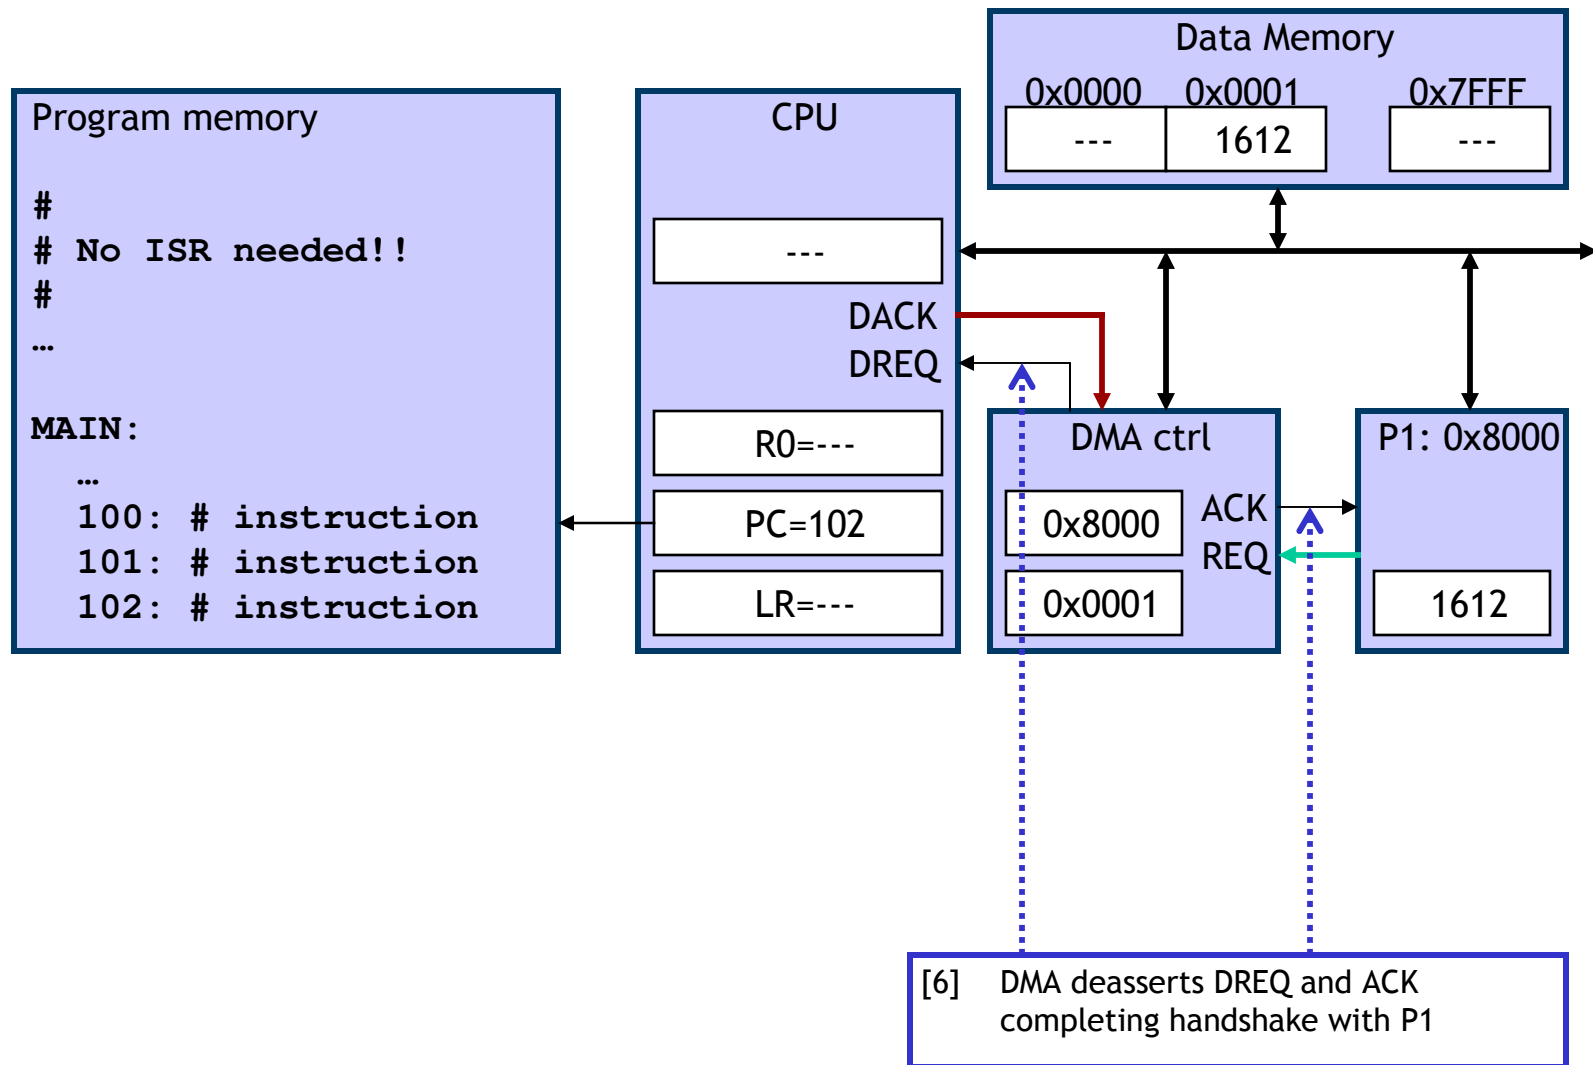 Program memory
#
# No ISR needed!!
#
…
MAIN:
…
100: # instruction
101: # instruction
102: # instruction
CPU
---
DACK
DREQ
R0=---
PC=102
LR=---
Data Memory
0x0000 0x0001 0x7FFF
--- 1612 ---
DMA ctrl
0x8000
0x0001
ACK
REQ
P1: 0x8000
1612
[6] DMA deasserts DREQ and ACK
completing handshake with P1